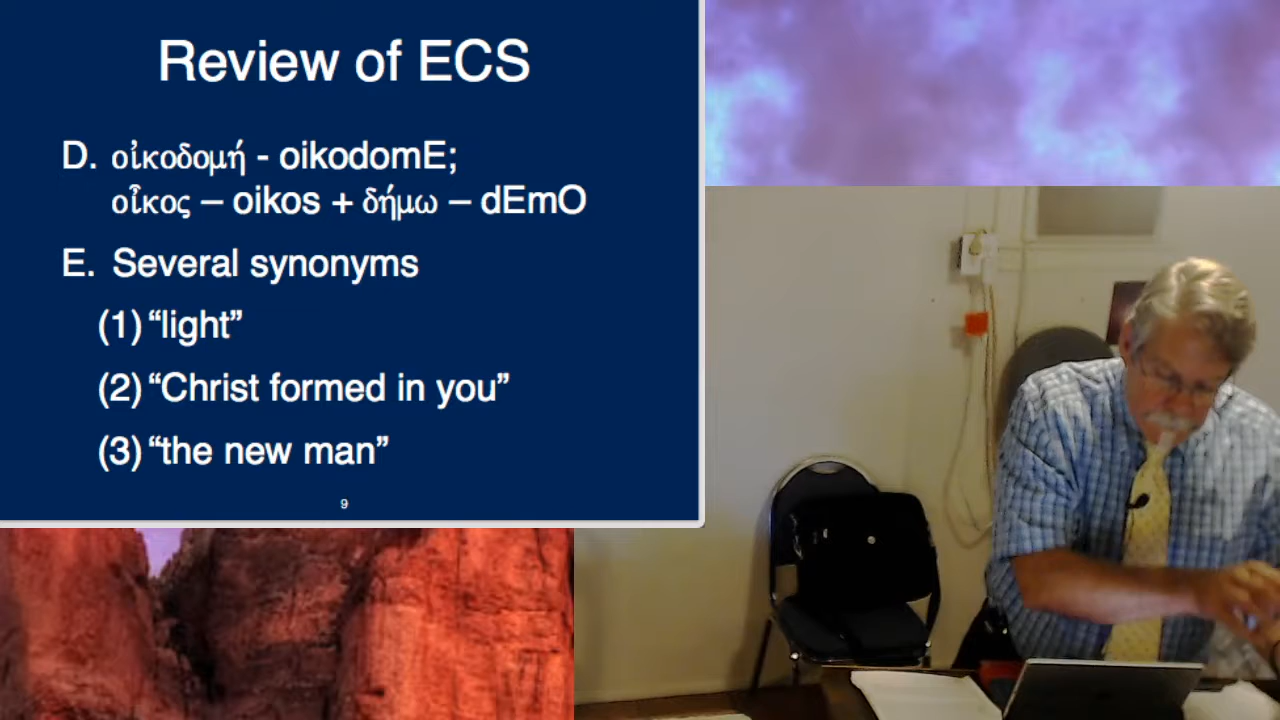 Review of ECS
D. οἰκοδομή - oikodomE;
οἶκος – oikos + δήμω – dEmO
E. Several synonyms
(1) “light”
(2) “Christ formed in you”
(3) “the new man”
9